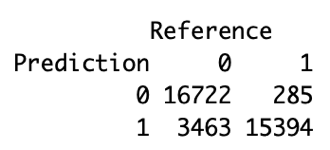 Reference
Prediction 0 1
0 16722 285
1 3463 15394